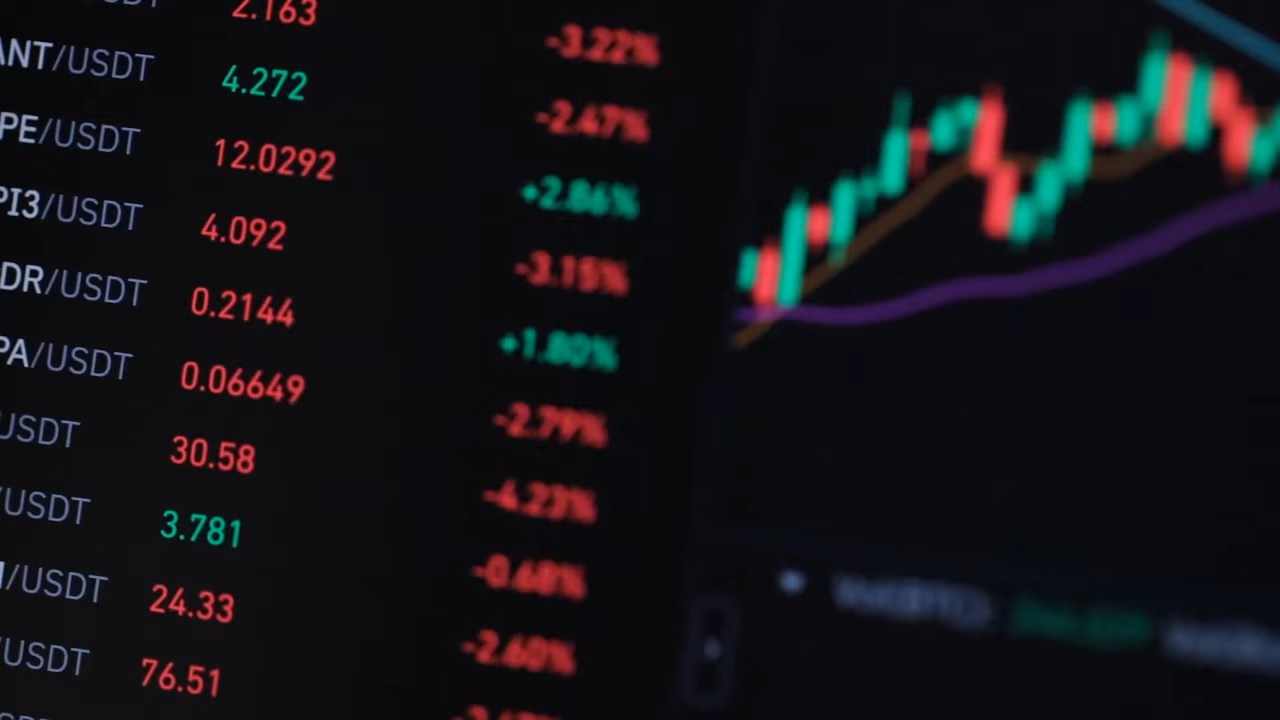 2.163 -3.22%
ANT/USDT 4.272 -2.47%
PE/USDT 12.0292 +2.86%
PI3/USDT 4.092 -3.15%
DR/USDT 0.2144 +1.80%
PA/USDT 0.06649 -2.79%
USDT 30.58 -4.23%
/USDT 3.781 -0.68%
/USDT 24.33 -2.60%
/USDT 76.51